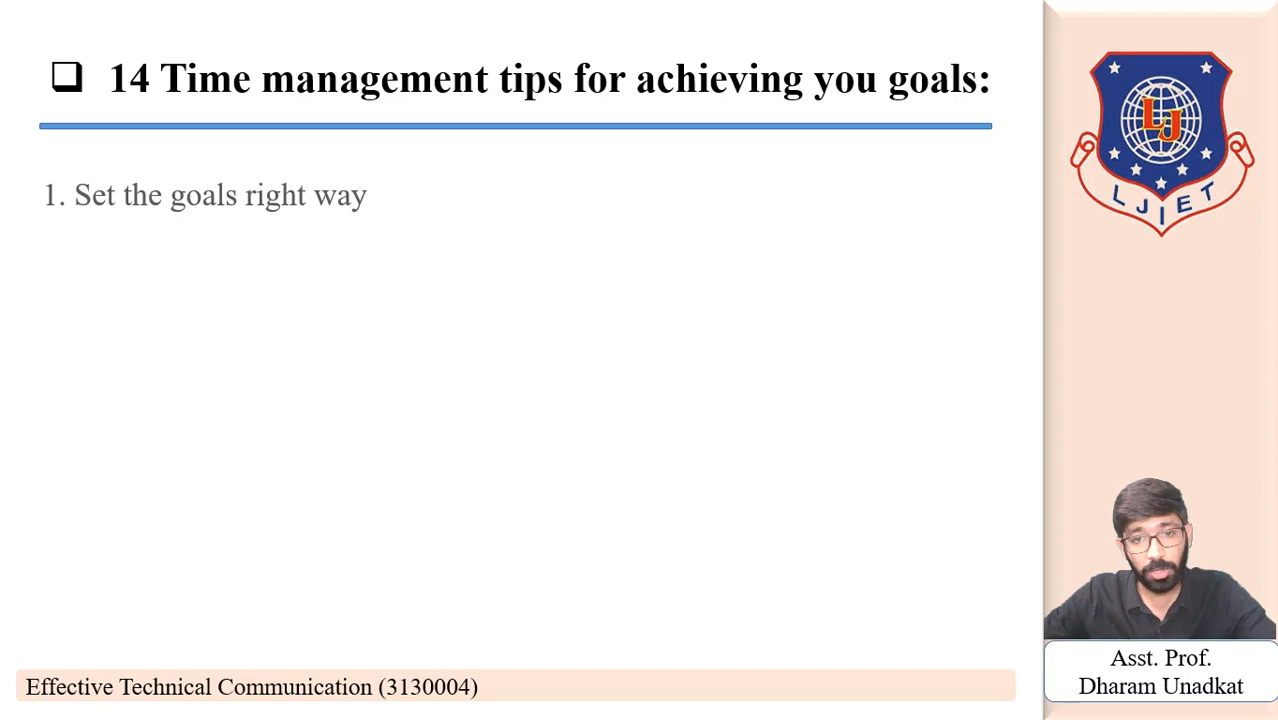 14 Time management tips for achieving you goals:
1. Set the goals right way
LJ
LJIET
Asst. Prof.
Dharam Unadkat
Effective Technical Communication (3130004)